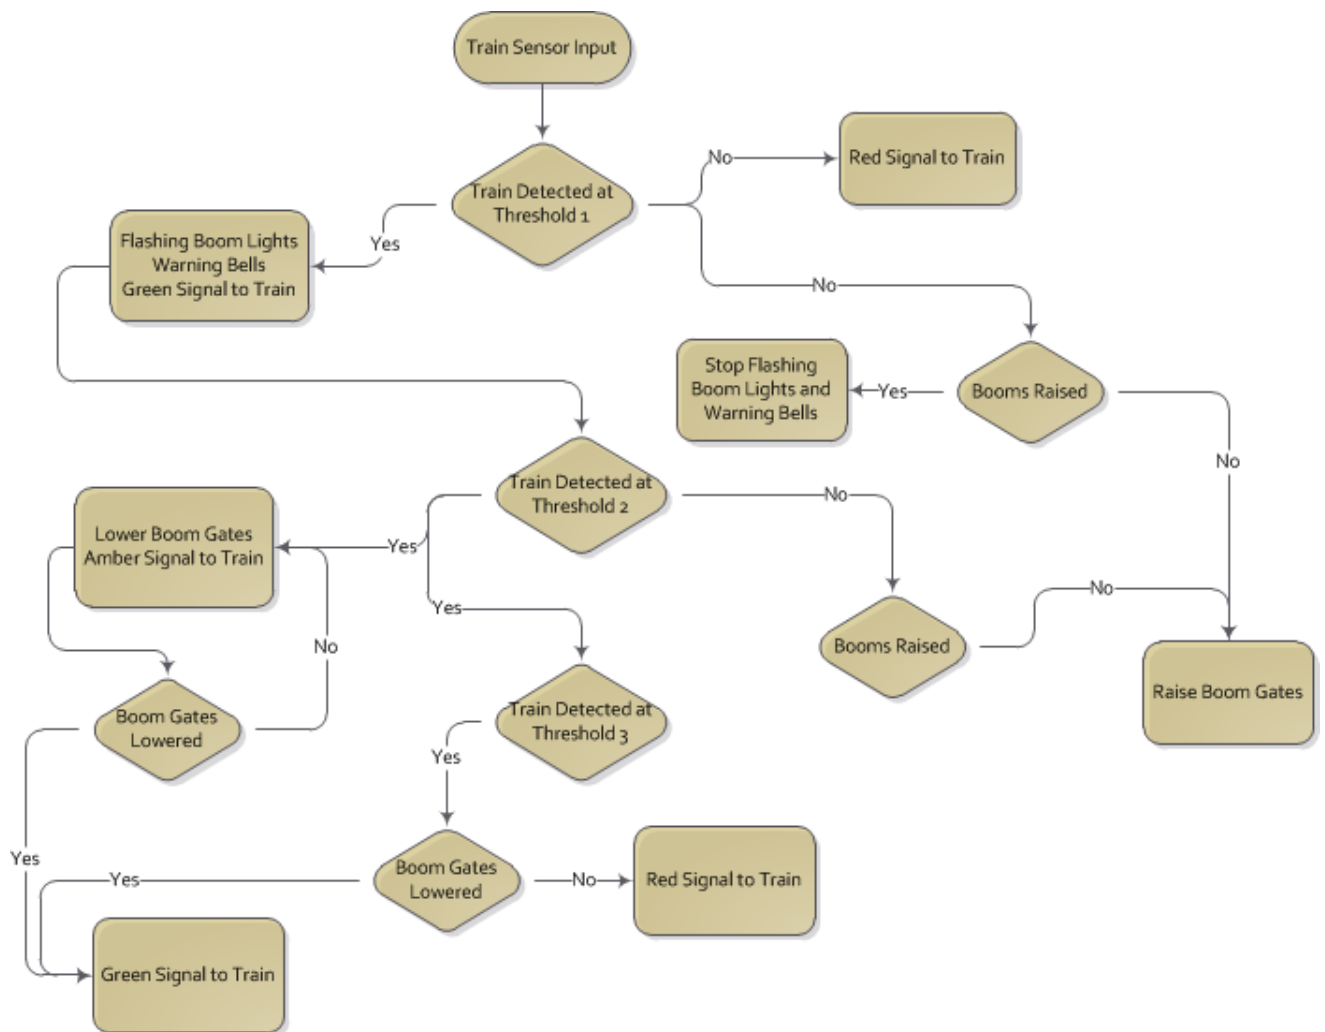 Train Sensor Input
No
Red Signal to Train
Train Detected at
Threshold 1
Yes
Flashing Boom Lights
Warning Bells
Green Signal to Train
No
Stop Flashing
Boom Lights and
Warning Bells
Yes
Booms Raised
No
Train Detected at
Threshold 2
No
Lower Boom Gates
Amber Signal to Train
Yes
No
Yes
No
Booms Raised
Raise Boom Gates
Boom Gates
Lowered
Train Detected at
Threshold 3
Yes
Yes
Boom Gates
Lowered
No
Red Signal to Train
Yes
Green Signal to Train